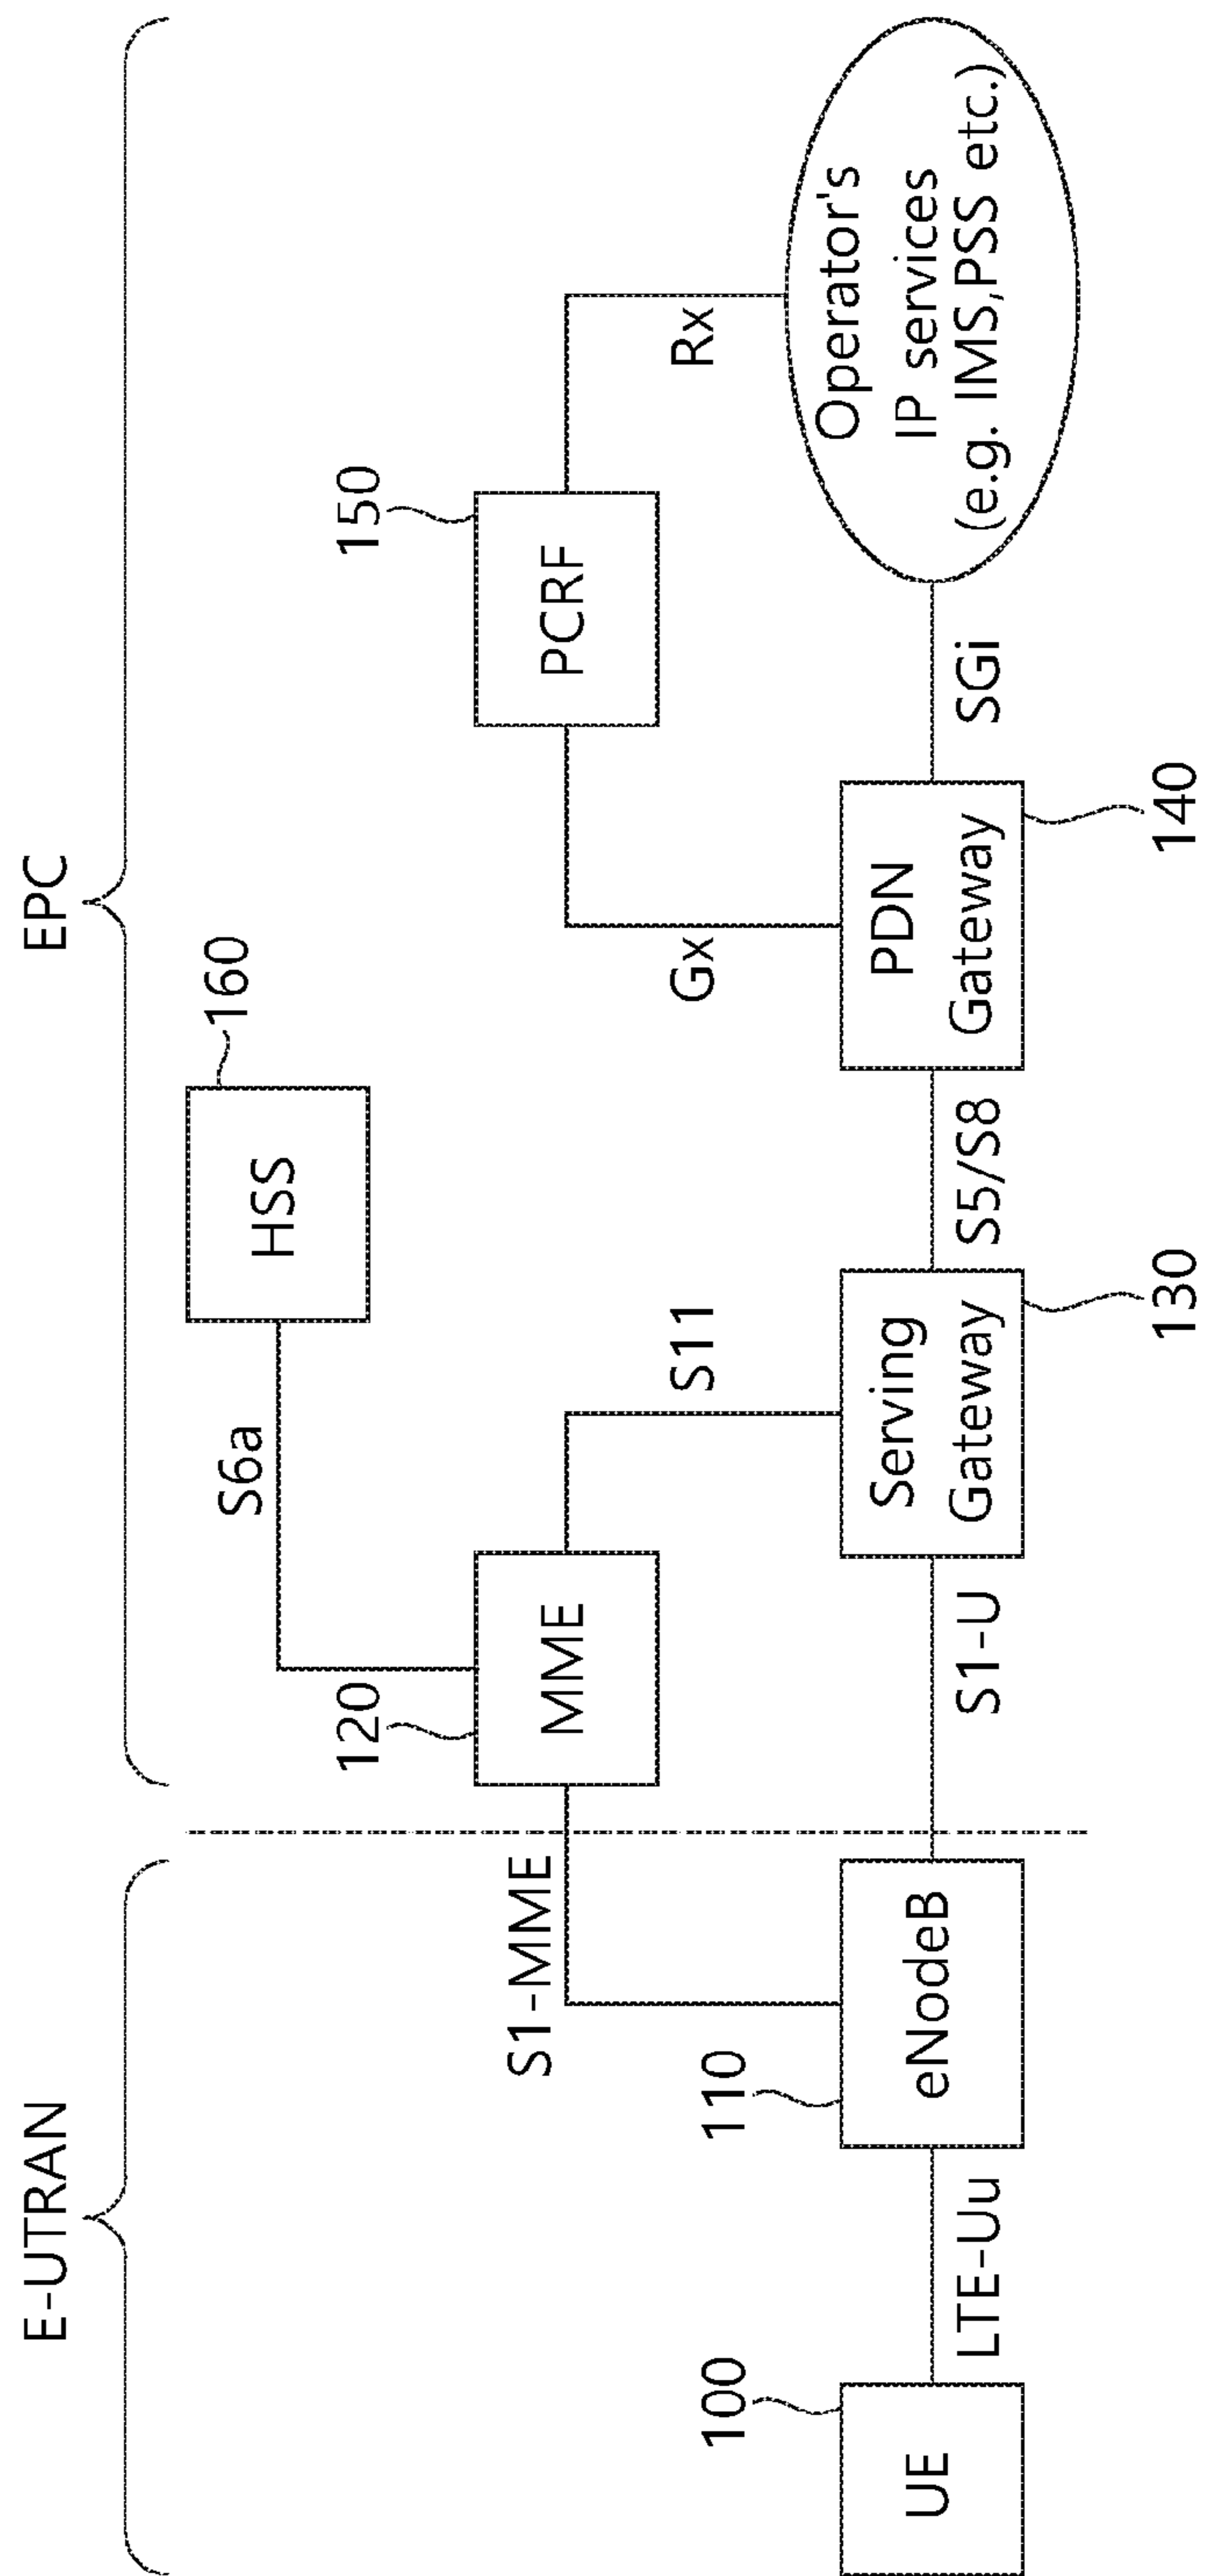 E-UTRAN
EPC
160
HSS
S6a
120
150
MME
PCRF
S1-MME
110
S11
Gx
Rx
100
UE
LTE-Uu
eNodeB
S1-U
Serving
Gateway
S5/S8
PDN
Gateway
SGi
Operator's
IP services
(e.g. IMS,PSS etc.)
130
140